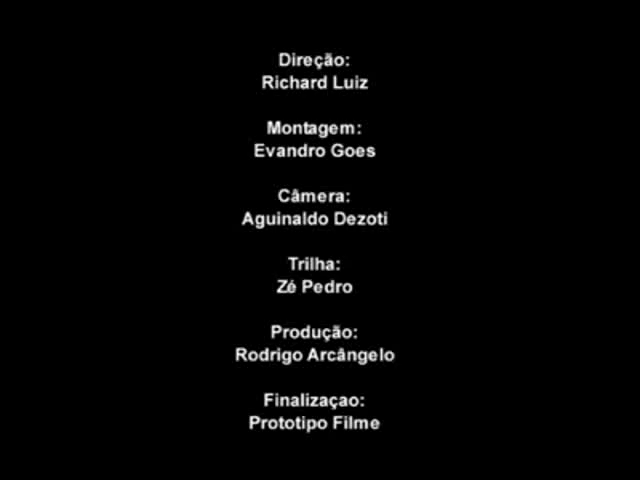 Direção:
Richard Luiz
Montagem:
Evandro Goes
Câmera:
Aguinaldo Dezoti
Trilha:
Zé Pedro
Produção:
Rodrigo Arcângelo
Finalizaçao:
Prototipo Filme